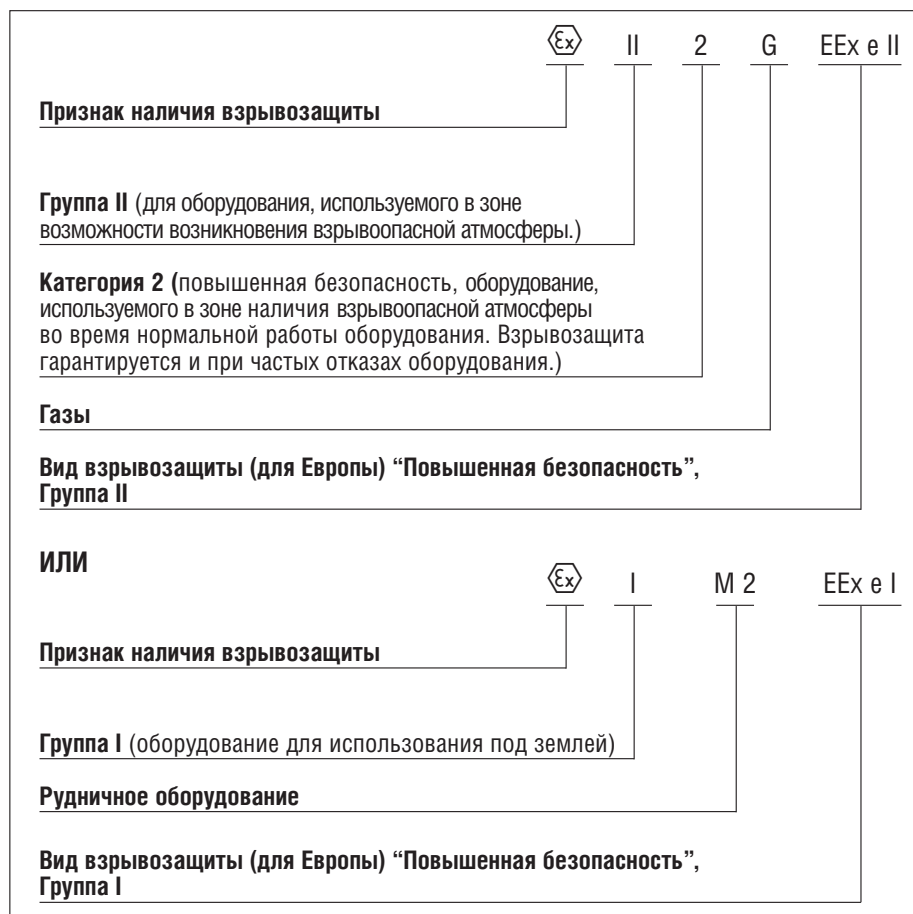 Ex II 2 G EEx e II
Признак наличия взрывозащиты
Группа II (для оборудования, используемого в зоне
возможности возникновения взрывоопасной атмосферы.)
Категория 2 (повышенная безопасность, оборудование,
используемого в зоне наличия взрывоопасной атмосферы
во время нормальной работы оборудования. Взрывозащита
гарантируется и при частых отказах оборудования.)
Газы
Вид взрывозащиты (для Европы) “Повышенная безопасность”,
Группа II
ИЛИ
Ex I M 2 EEx e I
Признак наличия взрывозащиты
Группа I (оборудование для использования под землей)
Рудничное оборудование
Вид взрывозащиты (для Европы) “Повышенная безопасность”,
Группа I